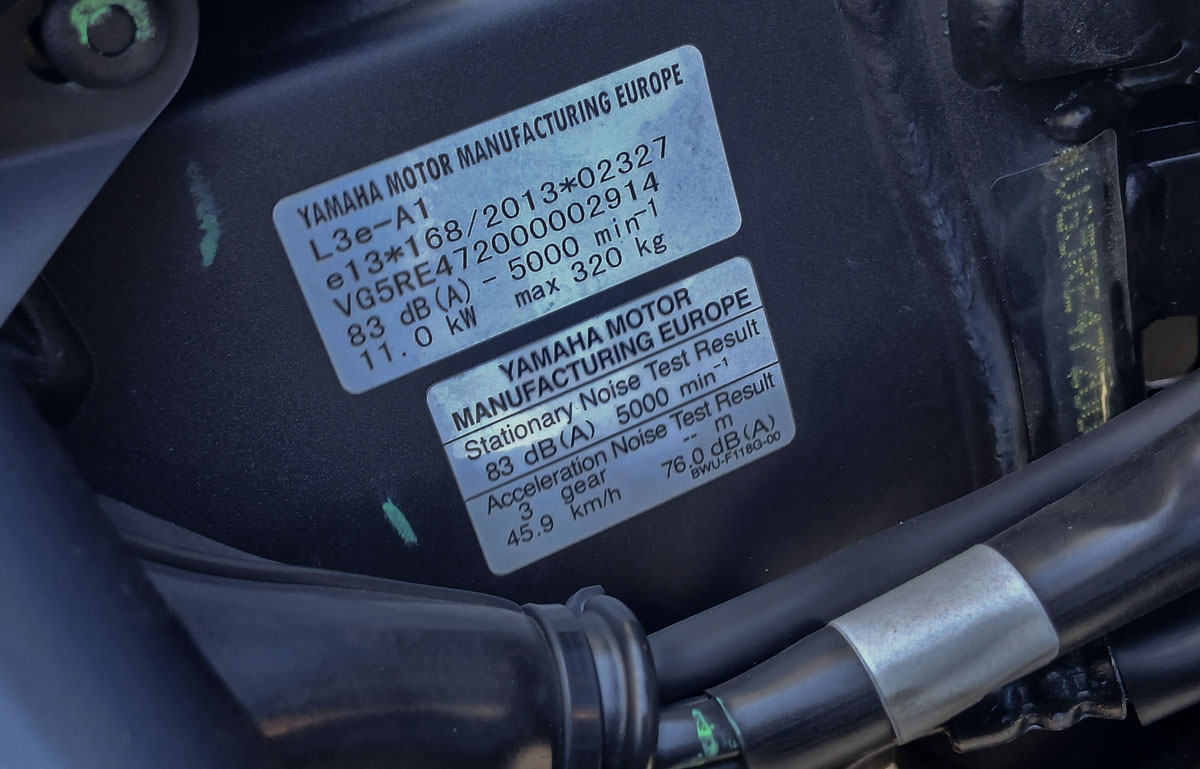 YAMAHA MOTOR MANUFACTURING EUROPE
L3e-A1
e13*168/2013*02327
VG5RE472000002914
83 dB(A) - 5000 min⁻¹
11.0 kW max 320 kg
YAMAHA MOTOR
MANUFACTURING EUROPE
Stationary Noise Test Result
83 dB(A) 5000 min⁻¹
Acceleration Noise Test Result
3 gear -- m
45.9 km/h 76.0 dB(A)
BWU-F118G-00